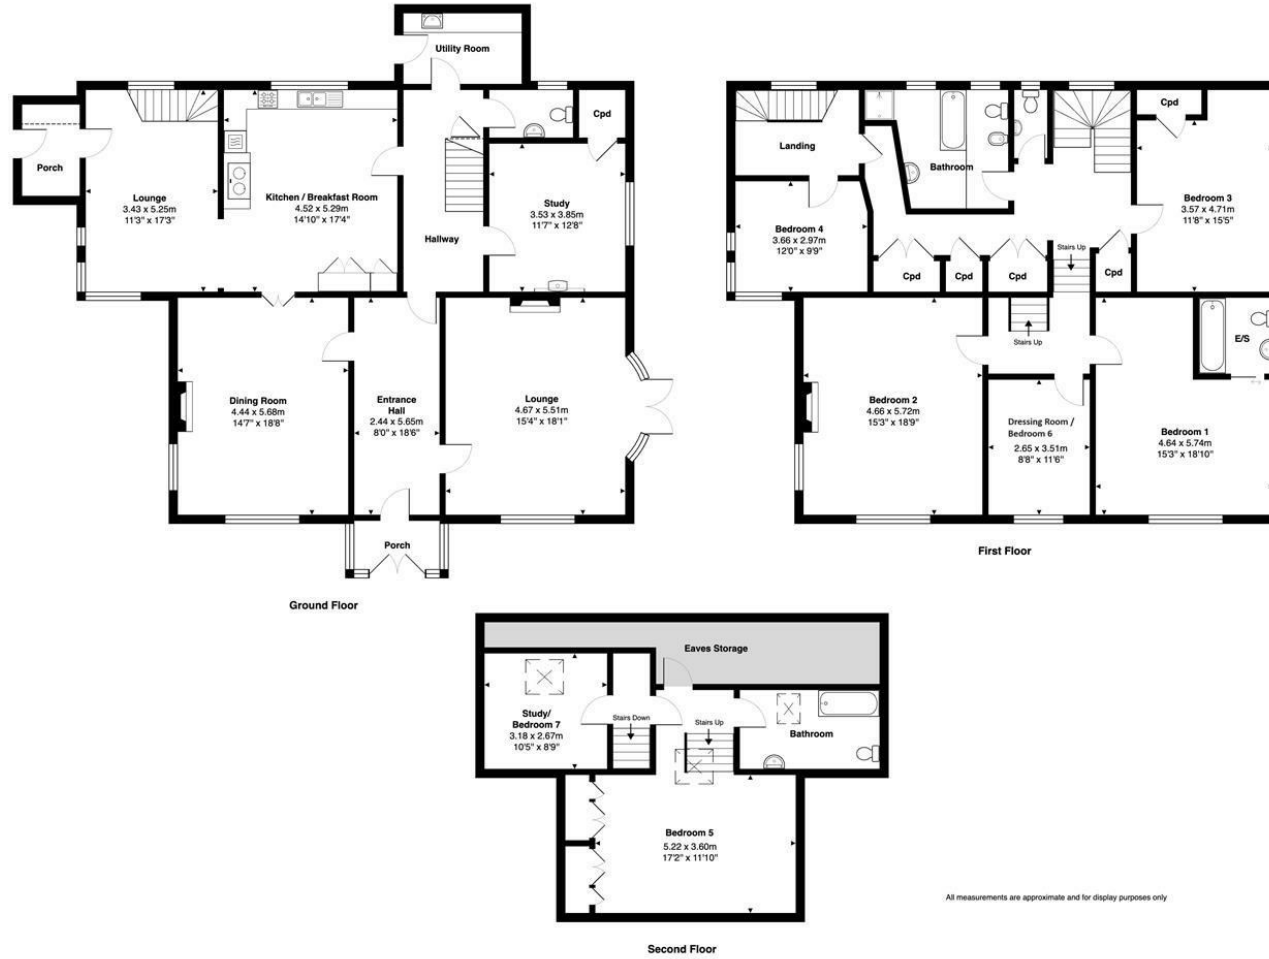 Utility Room
Cpd
Porch
Lounge
3.43 x 5.25m
11'3" x 17'3"
Kitchen / Breakfast Room
4.52 x 5.29m
14'10" x 17'4"
Hallway
Study
3.53 x 3.85m
11'7" x 12'8"
Dining Room
4.44 x 5.68m
14'7" x 18'8"
Entrance
Hall
2.44 x 5.65m
8'0" x 18'6"
Lounge
4.67 x 5.51m
15'4" x 18'1"
Porch
Ground Floor
Landing
Bathroom
Cpd
Bedroom 3
3.57 x 4.71m
11'8" x 15'5"
Bedroom 4
3.66 x 2.97m
12'0" x 9'9"
Stairs Up
Cpd
Cpd
Cpd
Cpd
Stairs Up
E/S
Bedroom 2
4.66 x 5.72m
15'3" x 18'9"
Dressing Room /
Bedroom 6
2.65 x 3.51m
8'8" x 11'6"
Bedroom 1
4.64 x 5.74m
15'3" x 18'10"
First Floor
Eaves Storage
Study/
Bedroom 7
3.18 x 2.67m
10'5" x 8'9"
Stairs Down
Stairs Up
Bathroom
Bedroom 5
5.22 x 3.60m
17'2" x 11'10"
Second Floor
All measurements are approximate and for display purposes only